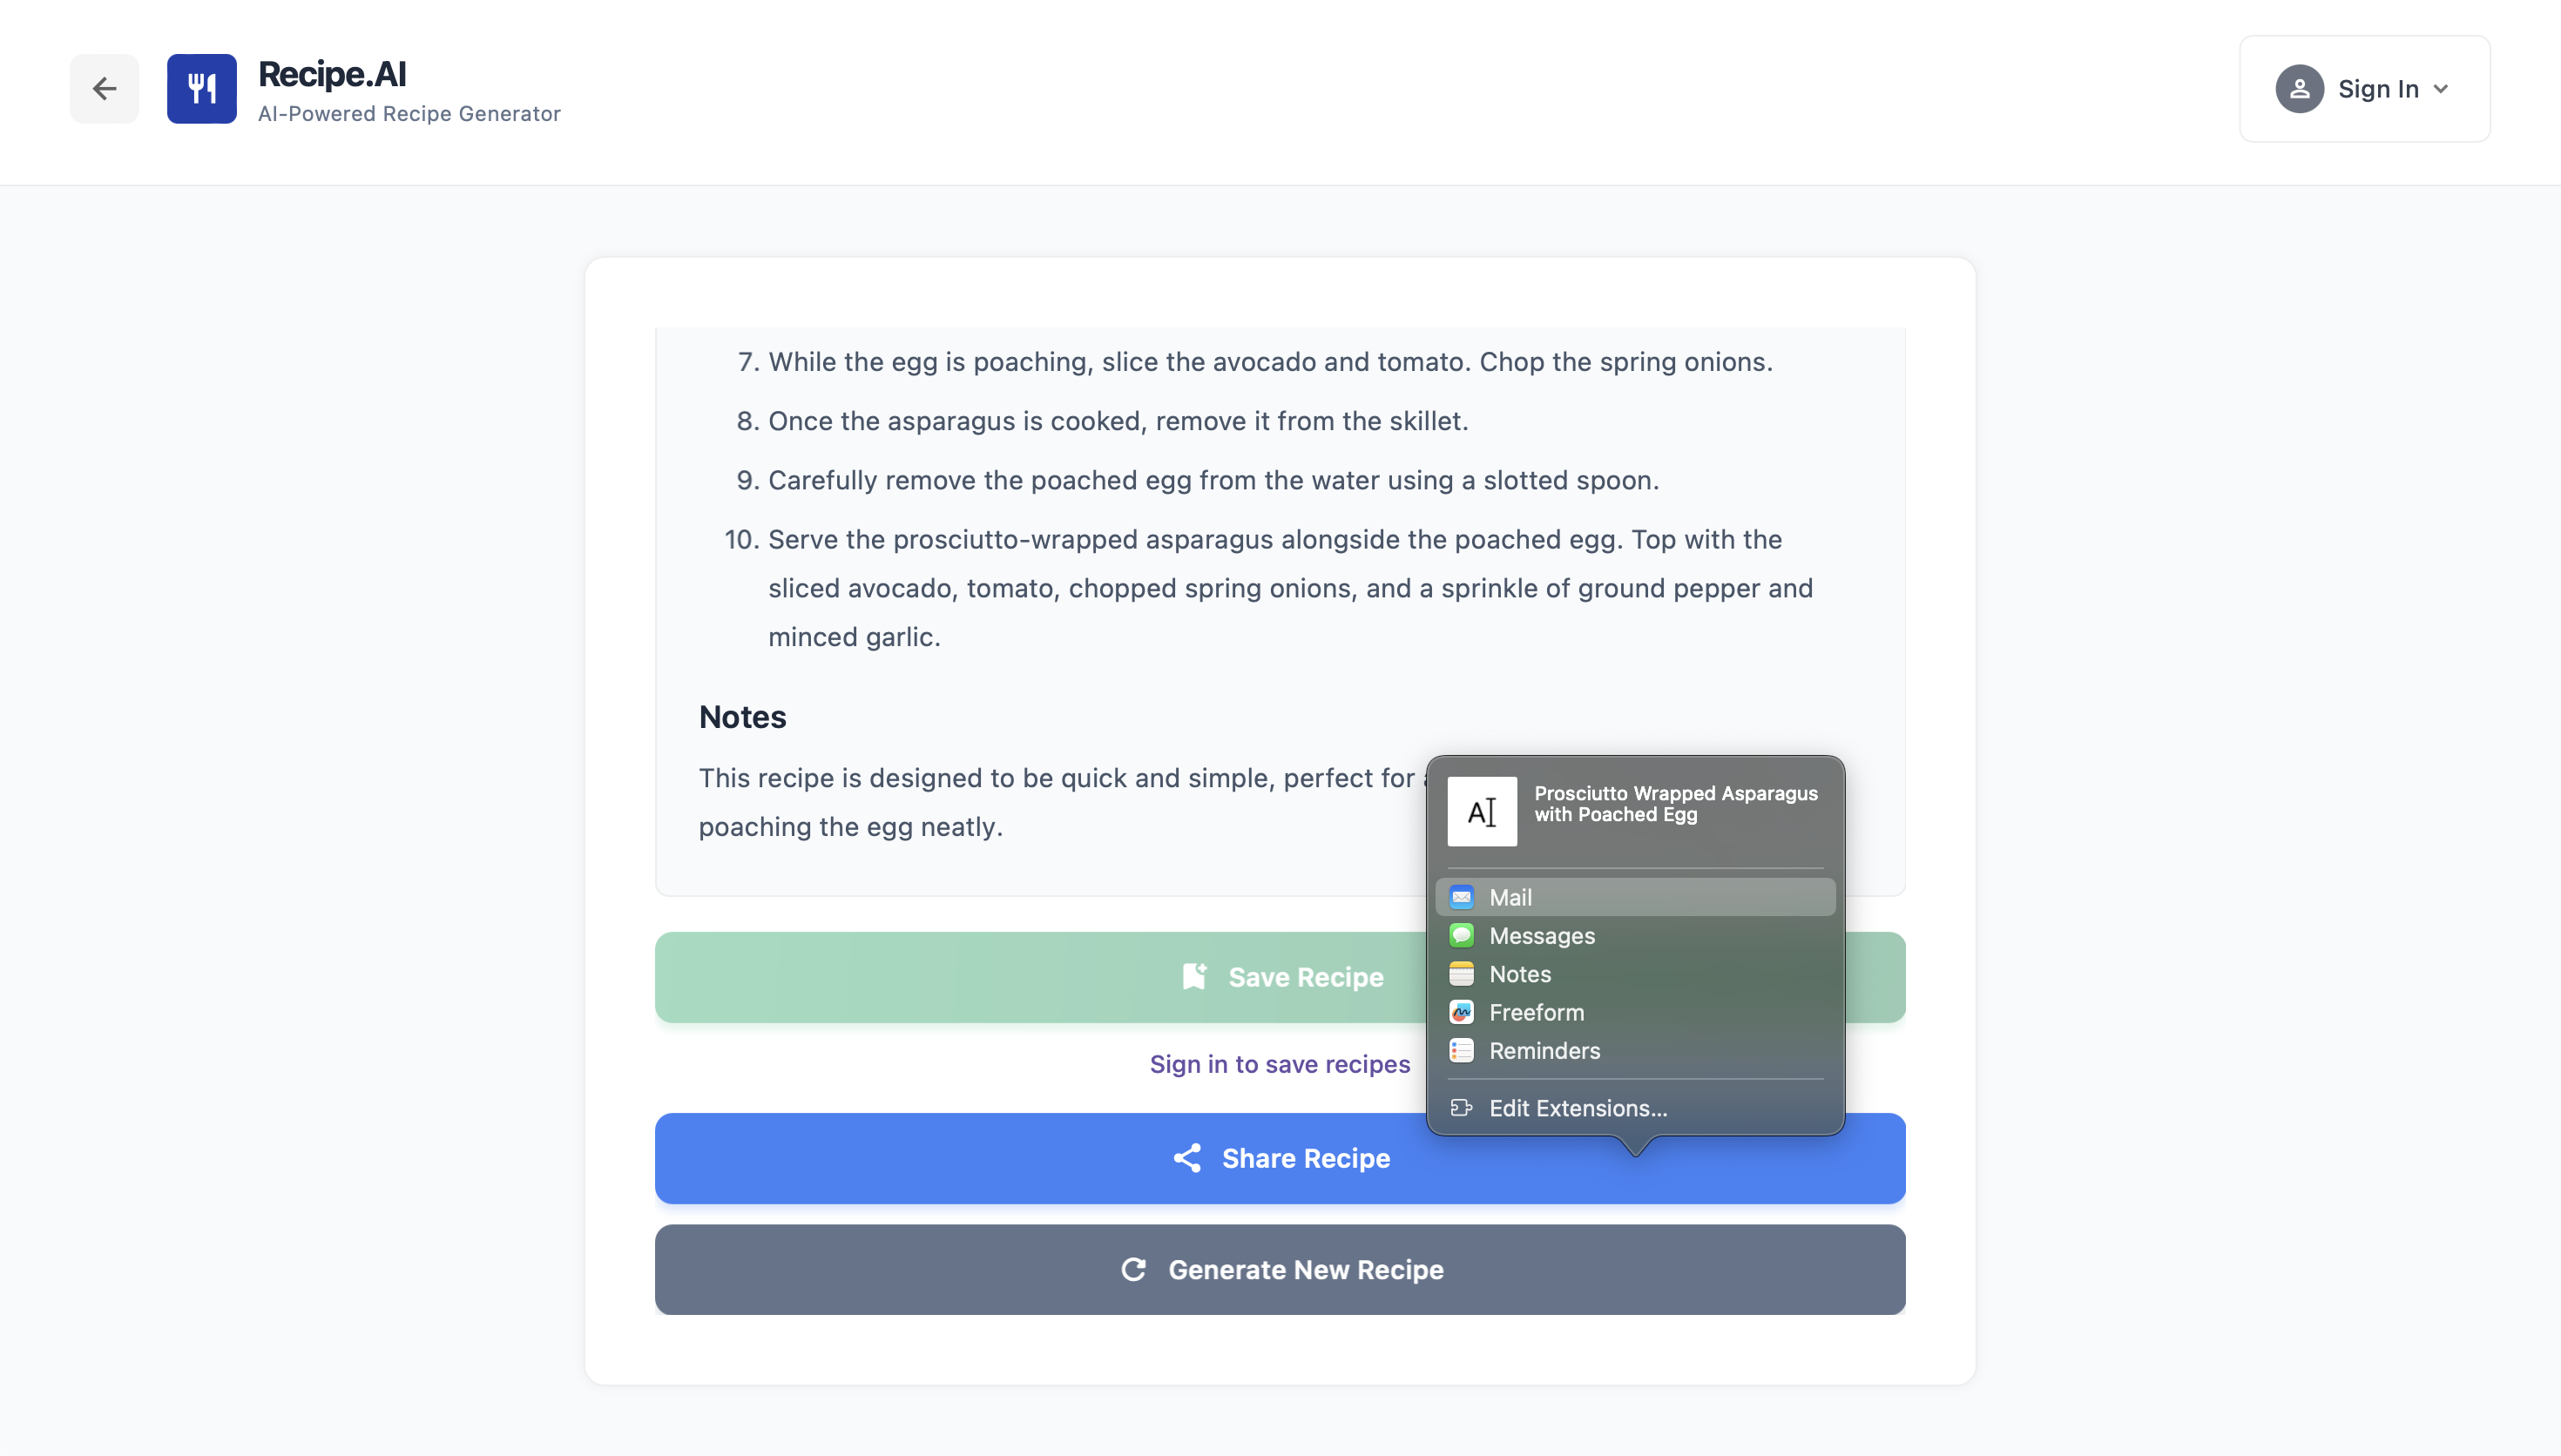 Recipe.AI
AI-Powered Recipe Generator
Sign In
7. While the egg is poaching, slice the avocado and tomato. Chop the spring onions.
8. Once the asparagus is cooked, remove it from the skillet.
9. Carefully remove the poached egg from the water using a slotted spoon.
10. Serve the prosciutto-wrapped asparagus alongside the poached egg. Top with the
sliced avocado, tomato, chopped spring onions, and a sprinkle of ground pepper and
minced garlic.
Notes
This recipe is designed to be quick and simple, perfect for
poaching the egg neatly.
A
Prosciutto Wrapped Asparagus
with Poached Egg
Mail
Messages
Notes
Freeform
Reminders
Edit Extensions...
Save Recipe
Sign in to save recipes
Share Recipe
Generate New Recipe